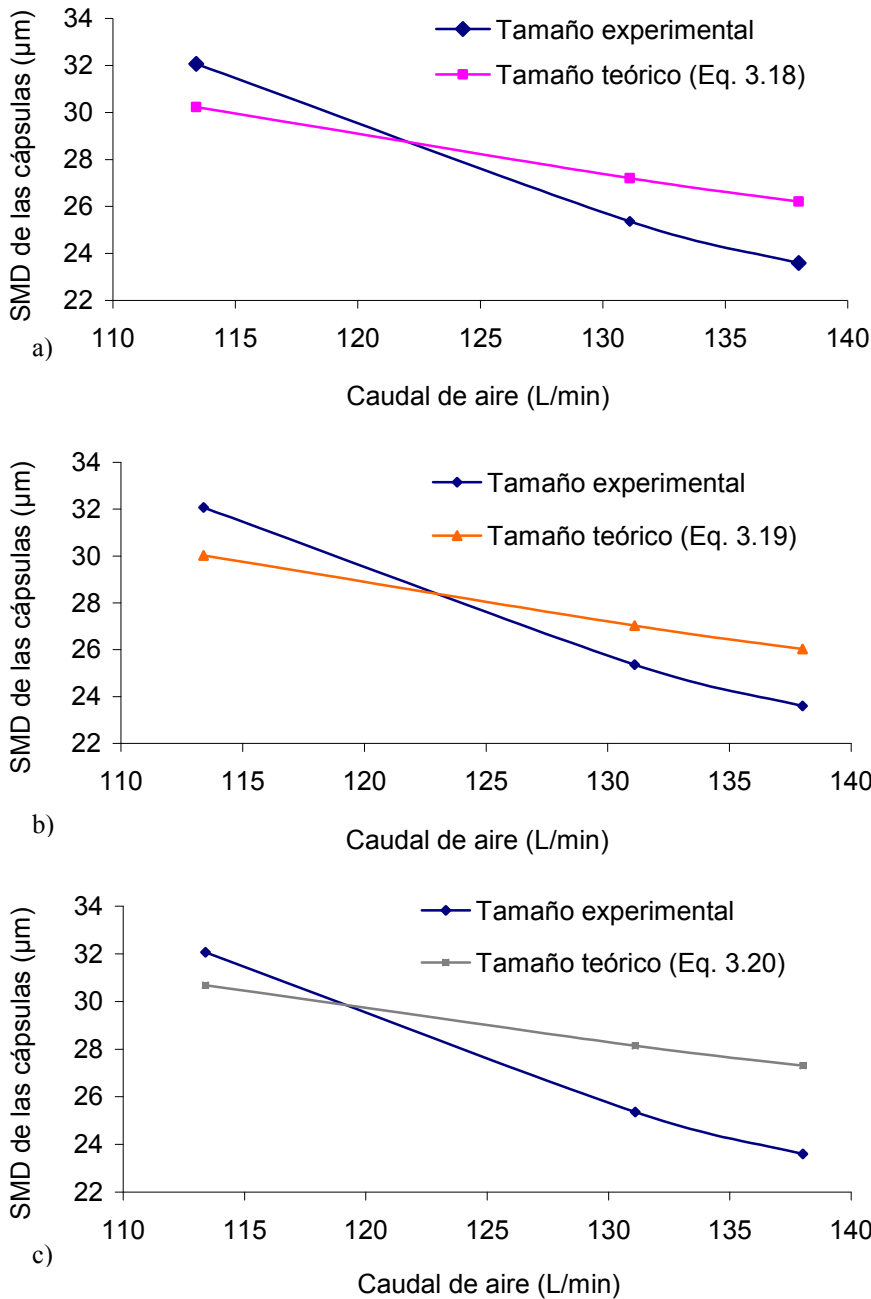 34
32
30
28
26
24
22
SMD de las cápsulas (µm)
Tamaño experimental
Tamaño teórico (Eq. 3.18)
110 115 120 125 130 135 140
a)
Caudal de aire (L/min)
34
32
30
28
26
24
22
SMD de las cápsulas (µm)
Tamaño experimental
Tamaño teórico (Eq. 3.19)
110 115 120 125 130 135 140
b)
Caudal de aire (L/min)
34
32
30
28
26
24
22
SMD de las cápsulas (µm)
Tamaño experimental
Tamaño teórico (Eq. 3.20)
110 115 120 125 130 135 140
c)
Caudal de aire (L/min)